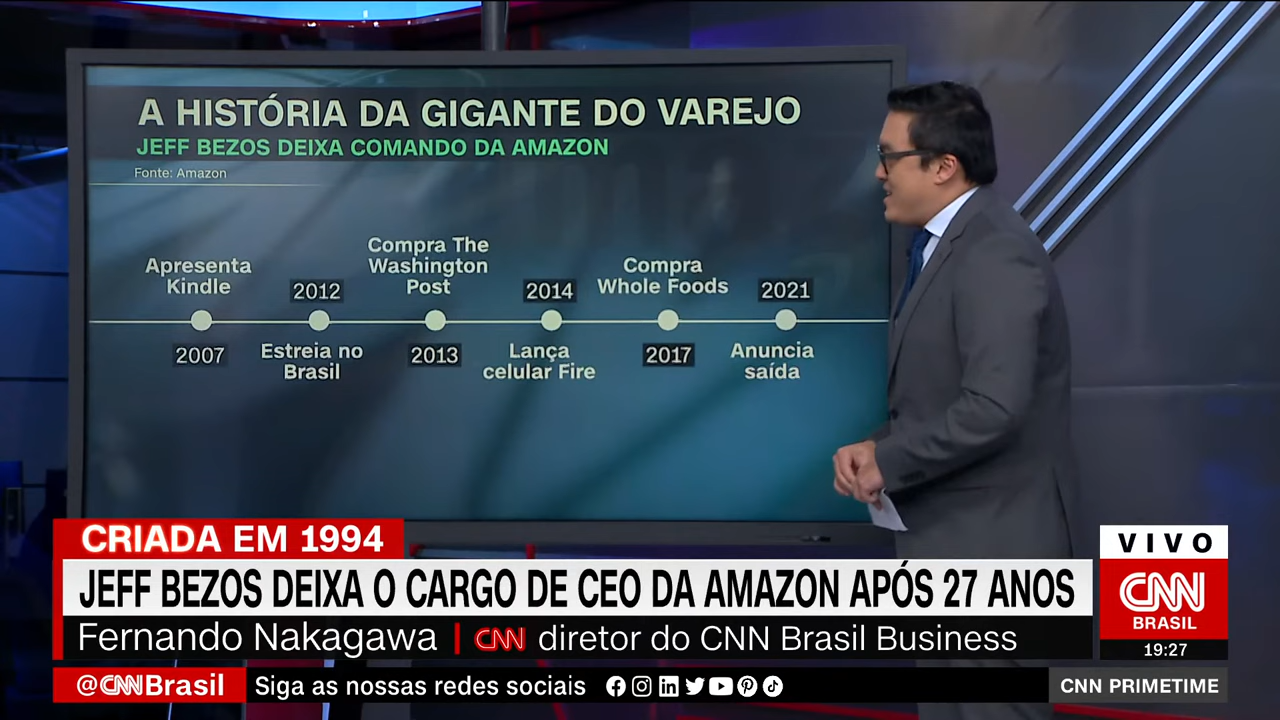 A HISTÓRIA DA GIGANTE DO VAREJO
JEFF BEZOS DEIXA COMANDO DA AMAZON
Fonte: Amazon
Apresenta
Kindle
2007
2012
Estreia no
Brasil
Compra The
Washington
Post
2013
2014
Lança
celular Fire
Compra
Whole Foods
2017
2021
Anuncia
saída
CRIADA EM 1994
JEFF BEZOS DEIXA O CARGO DE CEO DA AMAZON APÓS 27 ANOS
Fernando Nakagawa | CNN diretor do CNN Brasil Business
@CNNBrasil Siga as nossas redes sociais
VIVO
CNN
BRASIL
19:27
CNN PRIMETIME